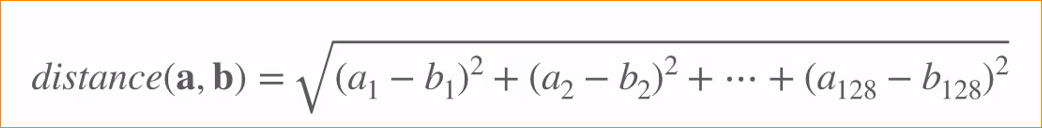 distance(a, b) = √(a₁ − b₁)² + (a₂ − b₂)² + ⋯ + (a₁₂₈ − b₁₂₈)²